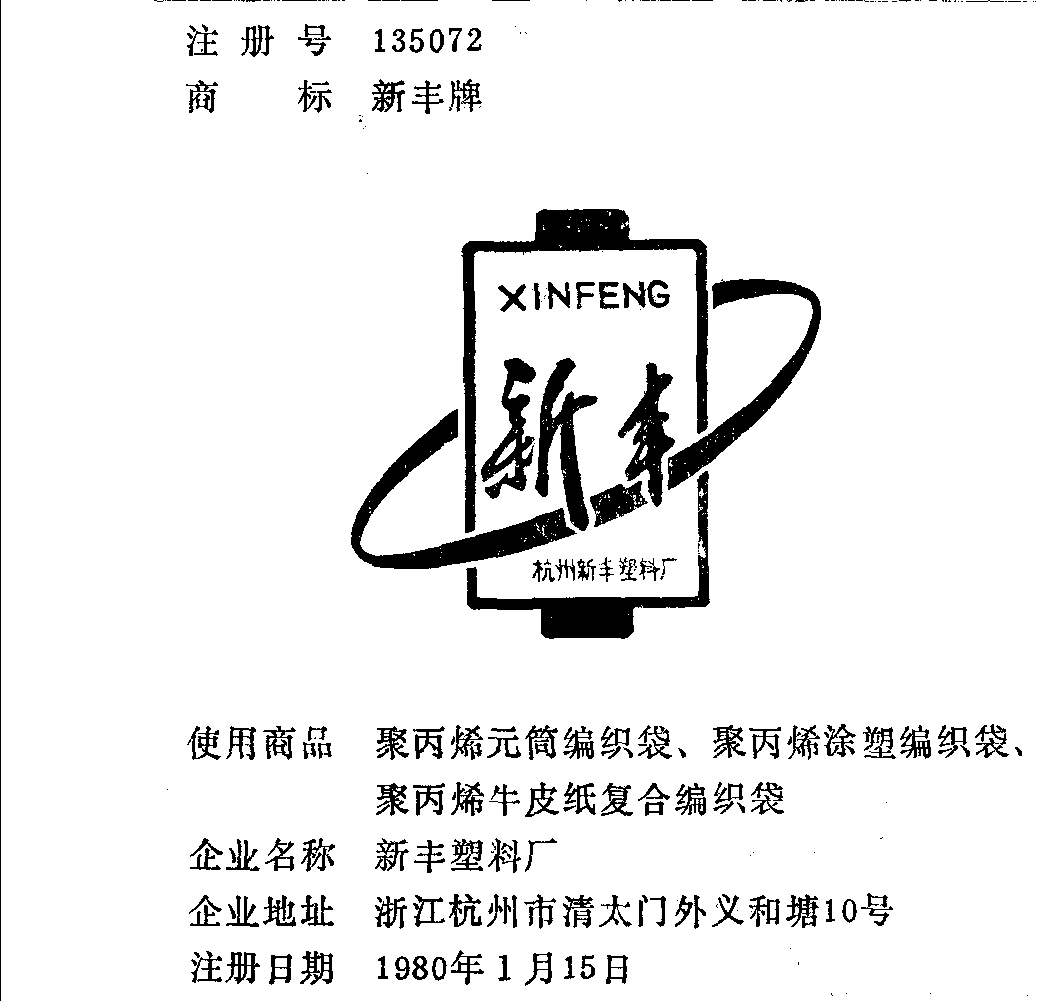 注册号 135072
商标 新丰牌
XINFENG
新丰
杭州新丰塑料厂
使用商品 聚丙烯元筒编织袋、聚丙烯涂塑编织袋、
聚丙烯牛皮纸复合编织袋
企业名称 新丰塑料厂
企业地址 浙江杭州市清太门外义和塘10号
注册日期 1980年1月15日